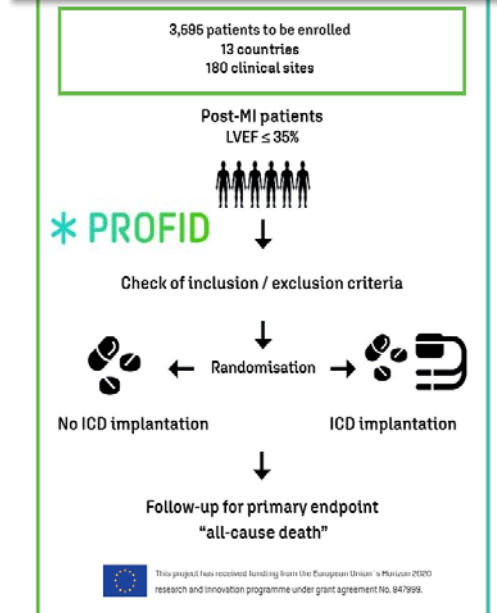 3,595 patients to be enrolled
13 countries
180 clinical sites
Post-MI patients
LVEF ≤ 35%
* PROFID
Check of inclusion / exclusion criteria
Randomisation
No ICD implantation
ICD implantation
Follow-up for primary endpoint
“all-cause death”
This project has received funding from the European Union´s Horizon 2020
research and innovation programme under grant agreement No. 847999.